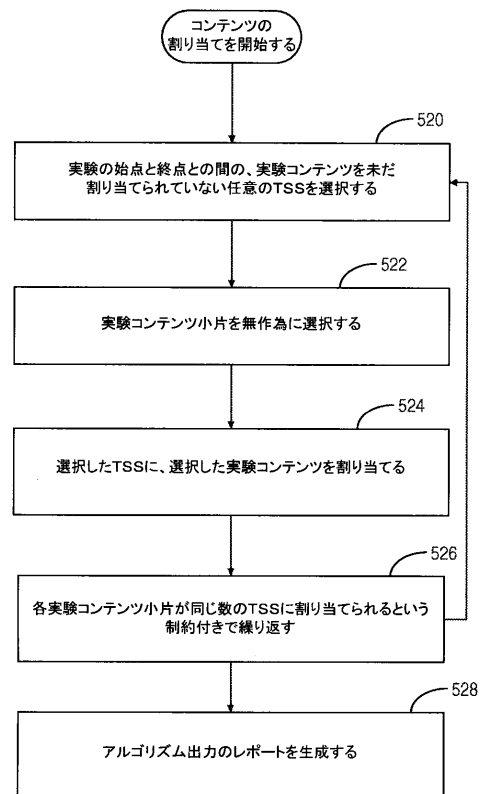 コンテンツの
割り当てを開始する
520
実験の始点と終点との間の、実験コンテンツを未だ
割り当てられていない任意のTSSを選択する
522
実験コンテンツ小片を無作為に選択する
524
選択したTSSに、選択した実験コンテンツを割り当てる
526
各実験コンテンツ小片が同じ数のTSSに割り当てられるという
制約付きで繰り返す
528
アルゴリズム出力のレポートを生成する